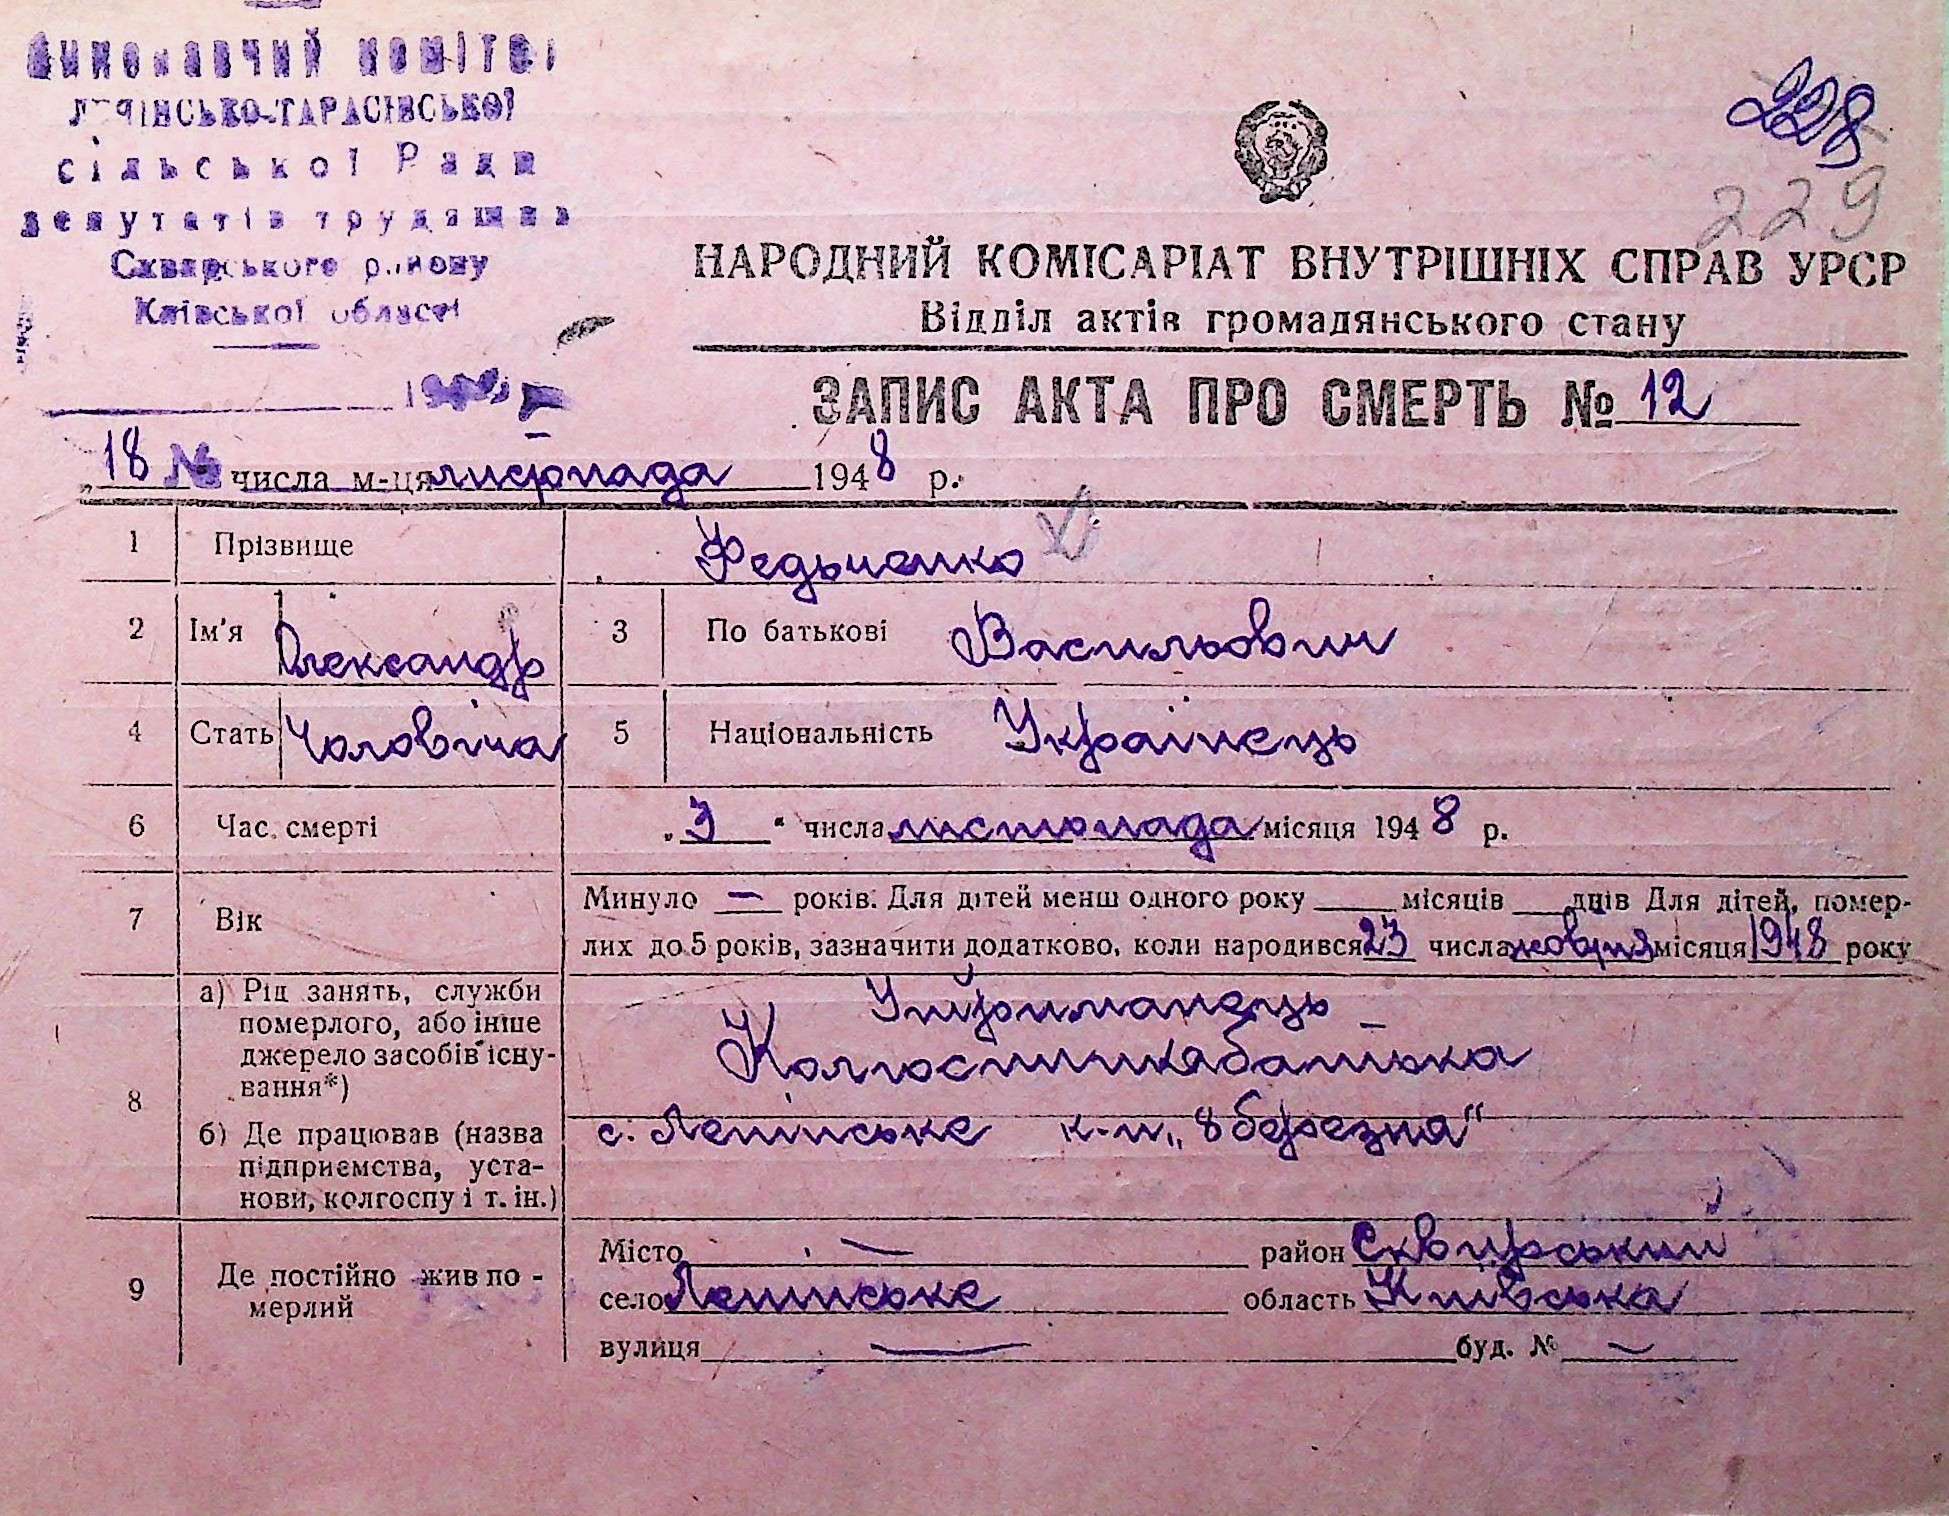 Виконавчий комітет
ЛЕНІНСЬКО-ТАРАСІВСЬКОЇ
сільської Ради
депутатів трудящих
Сквирського району
Київської області
228
229
НАРОДНИЙ КОМІСАРІАТ ВНУТРІШНІХ СПРАВ УРСР
Відділ актів громадянського стану
ЗАПИС АКТА ПРО СМЕРТЬ № 12
„18 № числа м-ця листопада 1948 р.
1 Прізвище Федьченко
2 Ім'я Олександр 3 По батькові Васильович
4 Стать Чоловіча 5 Національність Українець
6 Час смерті „3" числа листопада місяця 1948 р.
7 Вік Минуло — років. Для дітей менш одного року ___ місяців ___ днів Для дітей, помер-
лих до 5 років, зазначити додатково, коли народився 23 числа жовтня місяця 1948 року
8 а) Рід занять, служби померлого, або інше джерело засобів існування*) Утриманець
Колгоспникабатька
б) Де працював (назва підприємства, установи, колгоспу і т. ін.) с. Ленінське к-п „8 березня"
9 Де постійно жив померлий Місто — район Сквирський
село Ленінське область Київська
вулиця — буд. № —